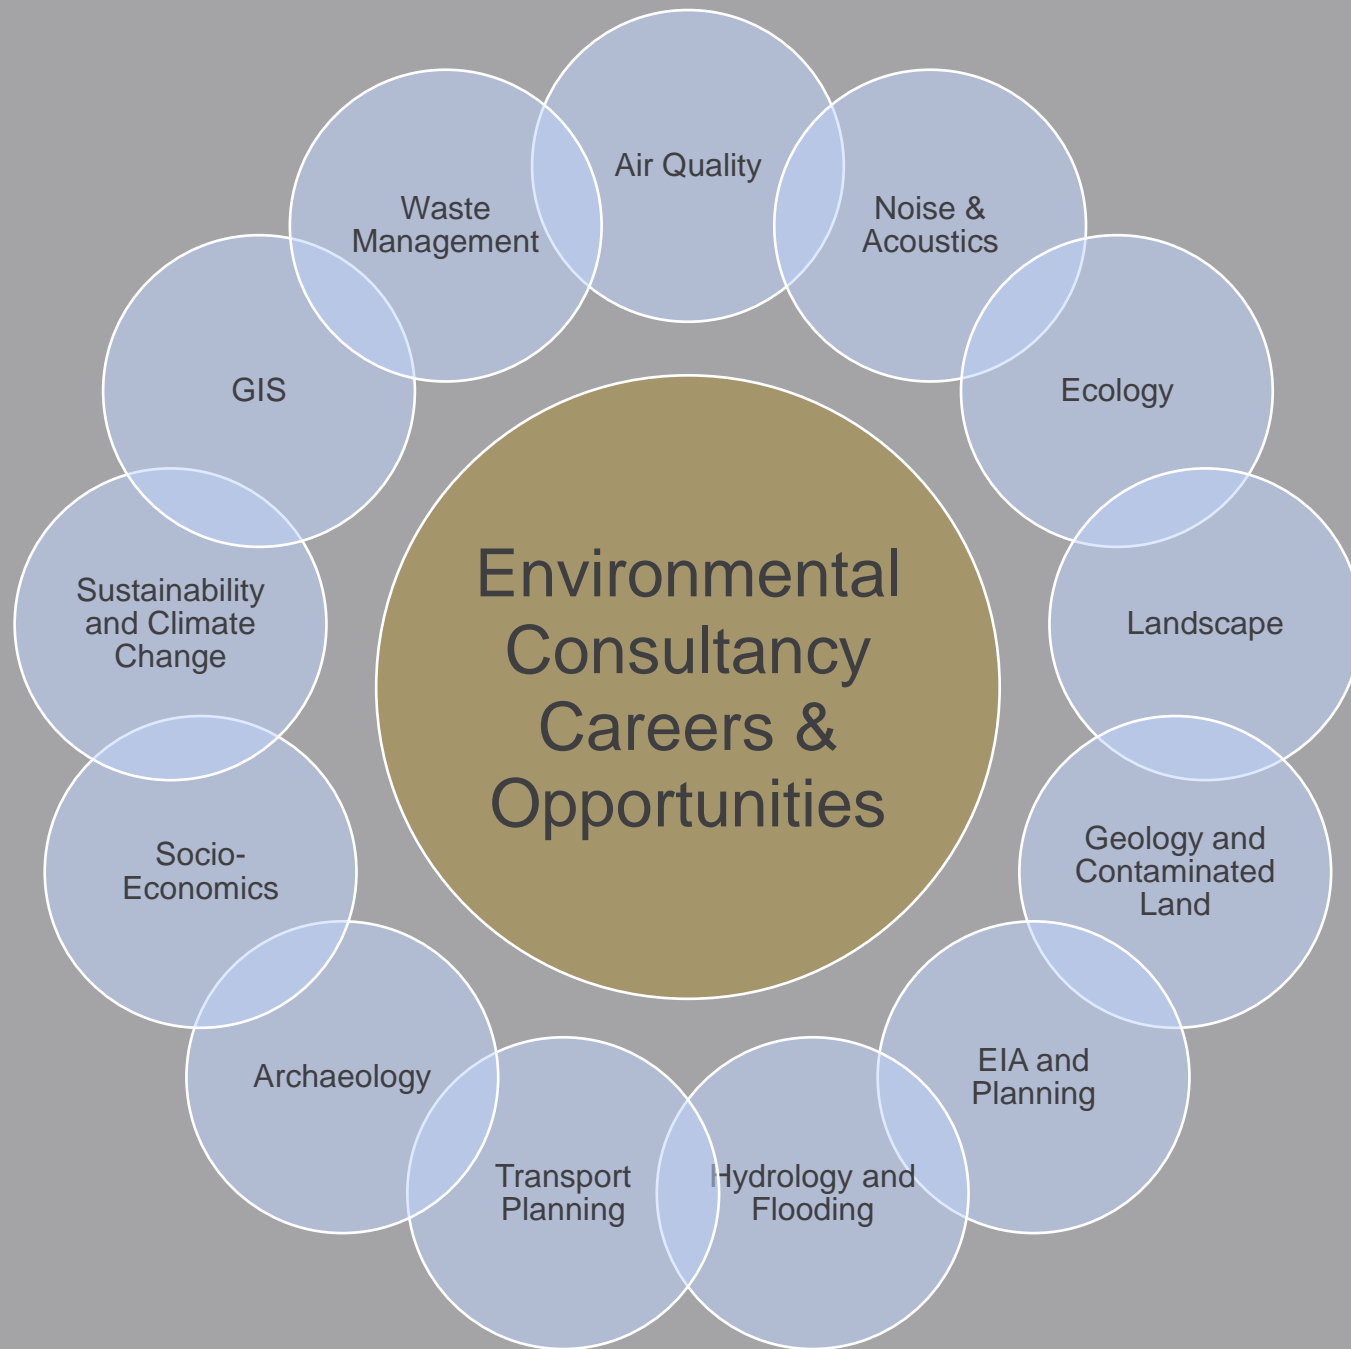 Air Quality
Noise &
Acoustics
Ecology
Landscape
Geology and
Contaminated
Land
EIA and
Planning
Hydrology and
Flooding
Transport
Planning
Archaeology
Socio-
Economics
Sustainability
and Climate
Change
GIS
Waste
Management
Environmental
Consultancy
Careers &
Opportunities